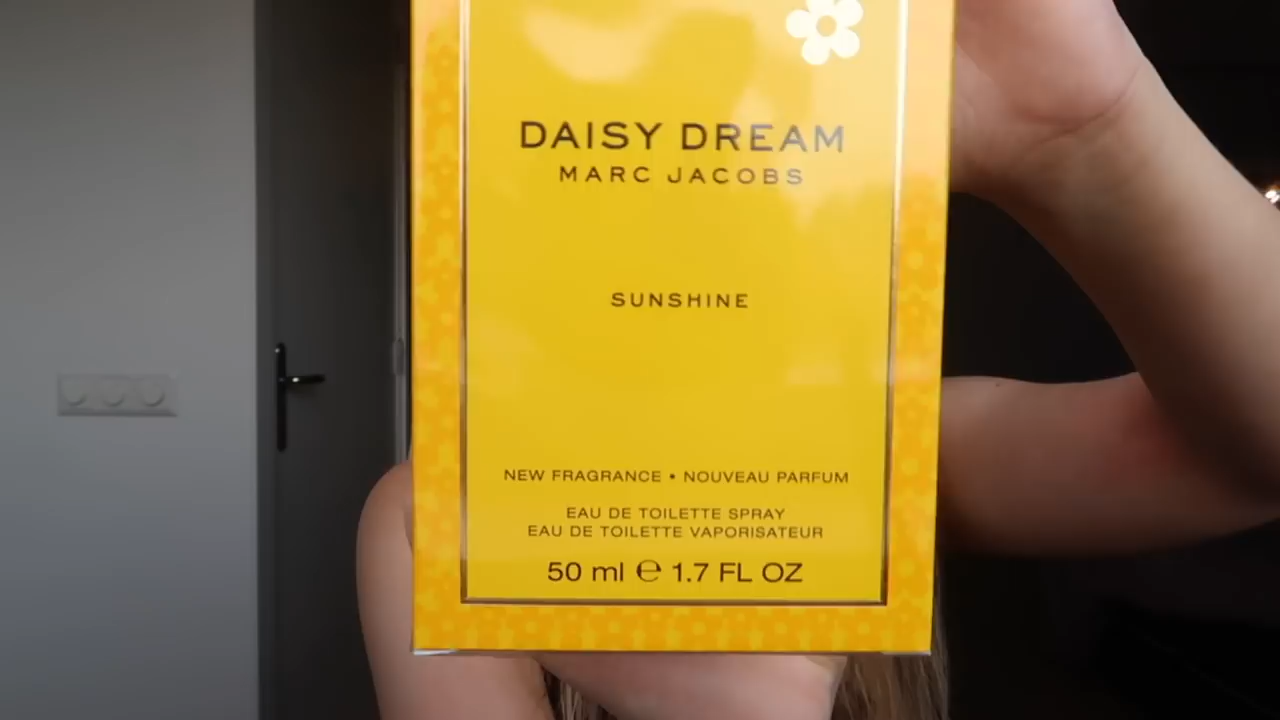 DAISY DREAM
MARC JACOBS
SUNSHINE
NEW FRAGRANCE • NOUVEAU PARFUM
EAU DE TOILETTE SPRAY
EAU DE TOILETTE VAPORISATEUR
50 ml ℮ 1.7 FL OZ